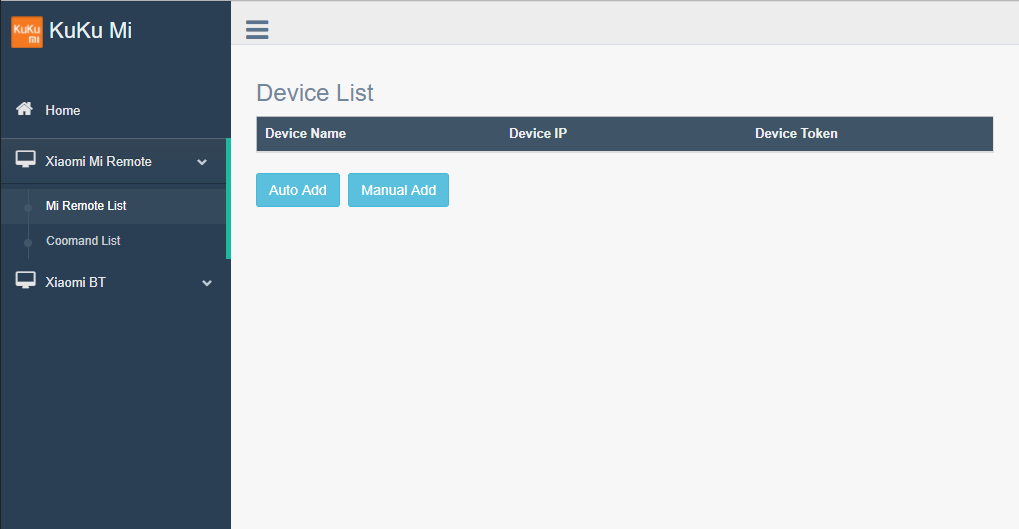 KuKu
mi
KuKu Mi
Home
Xiaomi Mi Remote
Mi Remote List
Coomand List
Xiaomi BT
Device List
Device Name Device IP Device Token
Auto Add Manual Add